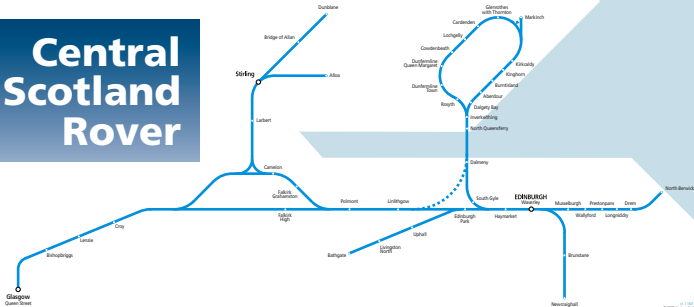 Central
Scotland
Rover
Dunblane
Bridge of Allan
Stirling
Alloa
Larbert
Camelon
Falkirk
Grahamston
Falkirk
High
Polmont
Linlithgow
Croy
Lenzie
Bishopbriggs
Glasgow
Queen Street
Glenrothes
with Thornton
Markinch
Cardenden
Lochgelly
Cowdenbeath
Dunfermline
Queen Margaret
Dunfermline
Town
Rosyth
Kirkcaldy
Kinghorn
Burntisland
Aberdour
Dalgety Bay
Inverkeithing
North Queensferry
Dalmeny
South Gyle
Edinburgh
Park
Haymarket
EDINBURGH
Waverley
Uphall
Livingston
North
Bathgate
Musselburgh
Wallyford
Prestonpans
Longniddry
Drem
North Berwick
Brunstane
Newcraighall